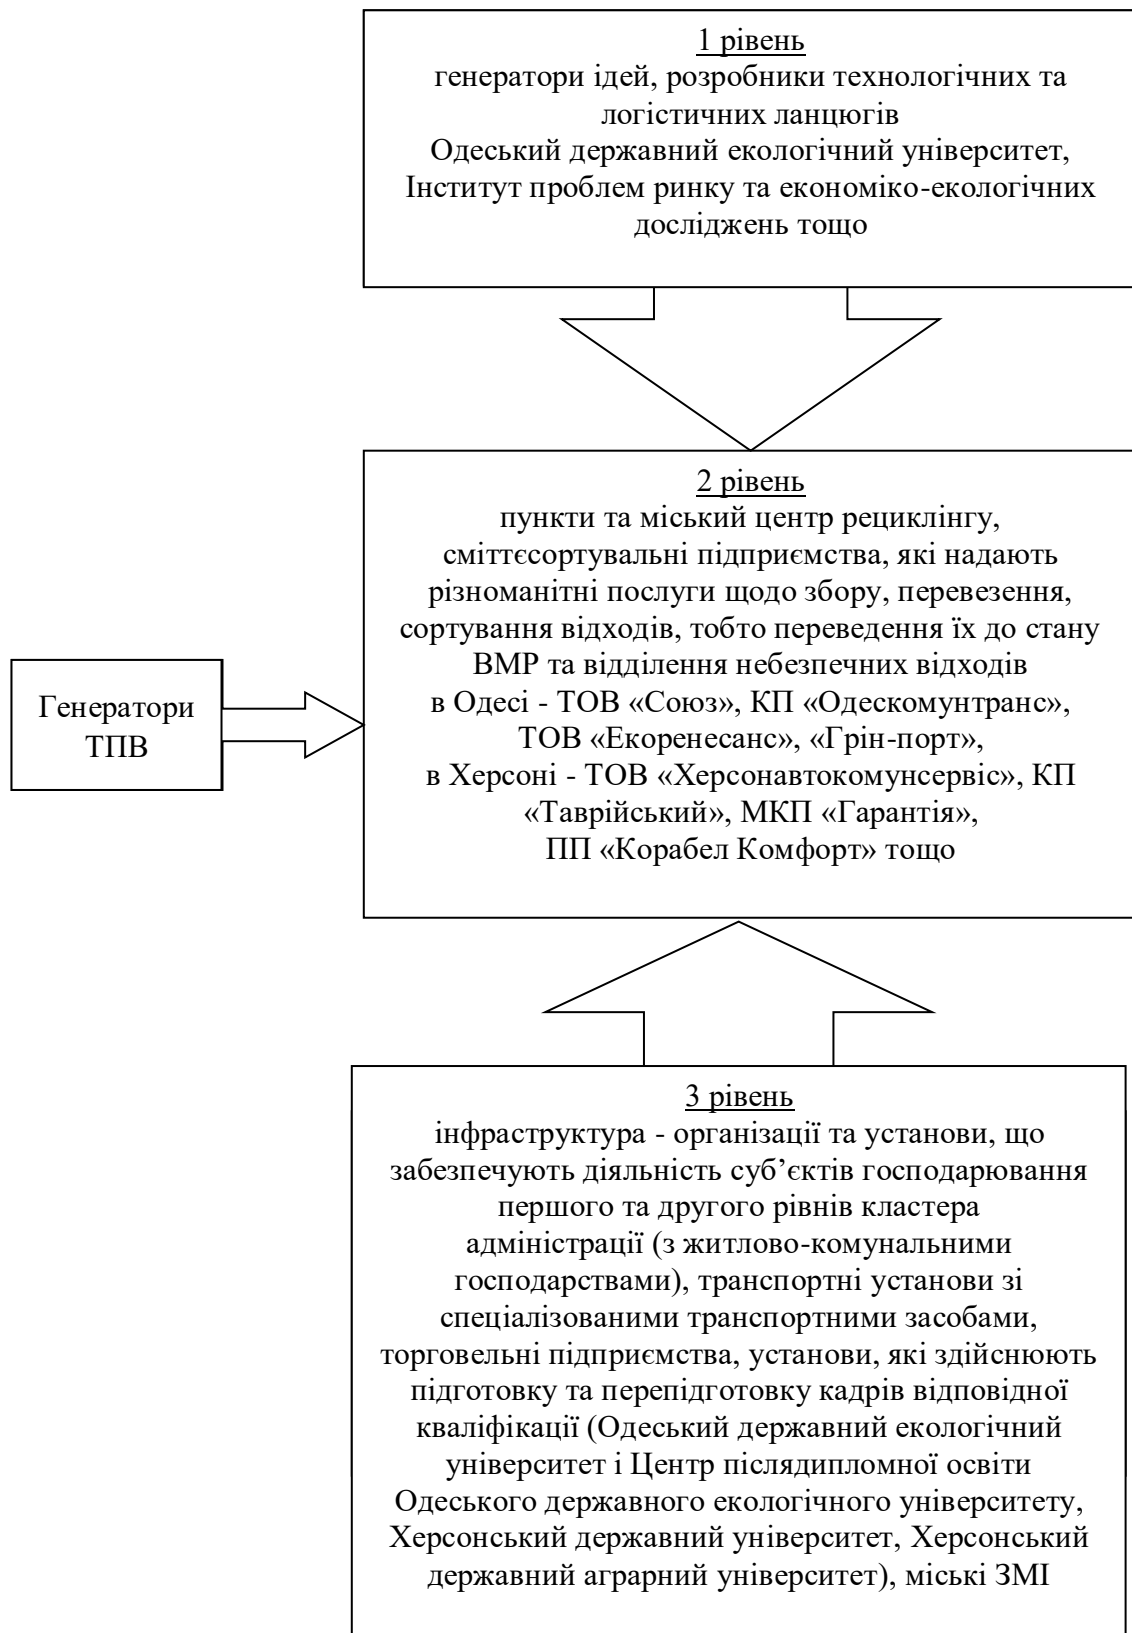 1 рівень
генератори ідей, розробники технологічних та
логістичних ланцюгів
Одеський державний екологічний університет,
Інститут проблем ринку та економіко-екологічних
досліджень тощо
2 рівень
пункти та міський центр рециклінгу,
сміттєсортувальні підприємства, які надають
різноманітні послуги щодо збору, перевезення,
сортування відходів, тобто переведення їх до стану
ВМР та відділення небезпечних відходів
в Одесі - ТОВ «Союз», КП «Одескомунтранс»,
ТОВ «Екоренесанс», «Грін-порт»,
в Херсоні - ТОВ «Херсонавтокомунсервіс», КП
«Таврійський», МКП «Гарантія»,
ПП «Корабел Комфорт» тощо
Генератори
ТПВ
3 рівень
інфраструктура - організації та установи, що
забезпечують діяльність суб’єктів господарювання
першого та другого рівнів кластера
адміністрації (з житлово-комунальними
господарствами), транспортні установи зі
спеціалізованими транспортними засобами,
торговельні підприємства, установи, які здійснюють
підготовку та перепідготовку кадрів відповідної
кваліфікації (Одеський державний екологічний
університет і Центр післядипломної освіти
Одеського державного екологічного університету,
Херсонський державний університет, Херсонський
державний аграрний університет), міські ЗМІ